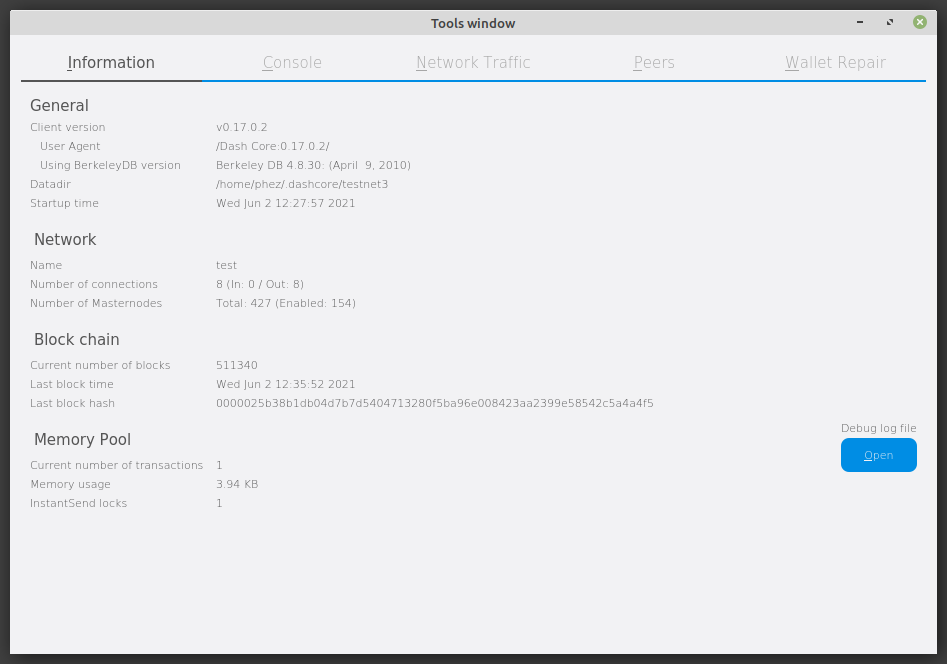 Tools window
Information Console Network Traffic Peers Wallet Repair
General
Client version v0.17.0.2
User Agent /Dash Core:0.17.0.2/
Using BerkeleyDB version Berkeley DB 4.8.30: (April  9, 2010)
Datadir /home/phez/.dashcore/testnet3
Startup time Wed Jun 2 12:27:57 2021
Network
Name test
Number of connections 8 (In: 0 / Out: 8)
Number of Masternodes Total: 427 (Enabled: 154)
Block chain
Current number of blocks 511340
Last block time Wed Jun 2 12:35:52 2021
Last block hash 0000025b38b1db04d7b7d5404713280f5ba96e008423aa2399e58542c5a4a4f5
Memory Pool
Current number of transactions 1
Memory usage 3.94 KB
InstantSend locks 1
Debug log file
Open